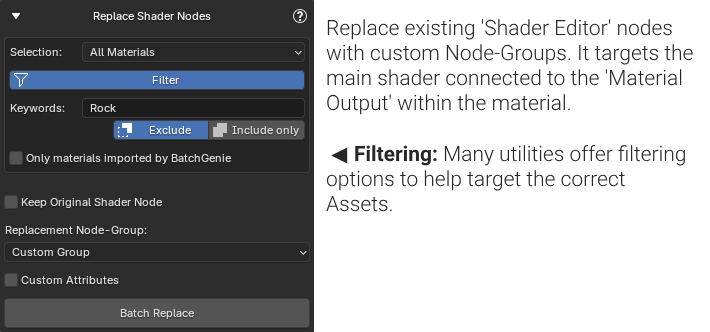 Replace Shader Nodes
Selection: All Materials
Filter
Keywords: Rock
Exclude Include only
Only materials imported by BatchGenie
Keep Original Shader Node
Replacement Node-Group:
Custom Group
Custom Attributes
Batch Replace
Replace existing 'Shader Editor' nodes
with custom Node-Groups. It targets the
main shader connected to the 'Material
Output' within the material.
◀ Filtering: Many utilities offer filtering
options to help target the correct
Assets.